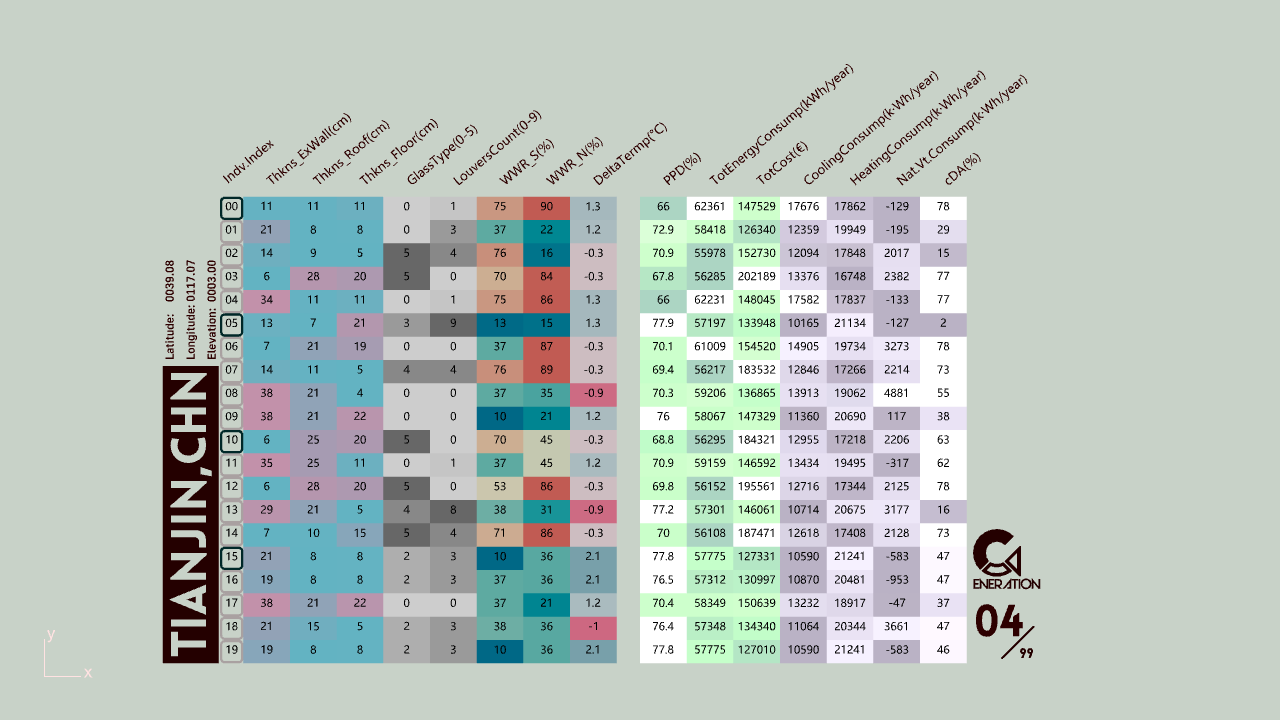 Indv.Index Thkns_ExWall(cm) Thkns_Roof(cm) Thkns_Floor(cm) GlassType(0-5) LouversCount(0-9) WWR_S(%) WWR_N(%) DeltaTermp(°C) PPD(%) TotEnergyConsump(kWh/year) TotCost(€) CoolingConsump(k·Wh/year) HeatingConsump(k·Wh/year) Nat.Vt.Consump(k·Wh/year) cDA(%)
00 11 11 11 0 1 75 90 1.3 66 62361 147529 17676 17862 -129 78
01 21 8 8 0 3 37 22 1.2 72.9 58418 126340 12359 19949 -195 29
02 14 9 5 5 4 76 16 -0.3 70.9 55978 152730 12094 17848 2017 15
03 6 28 20 5 0 70 84 -0.3 67.8 56285 202189 13376 16748 2382 77
04 34 11 11 0 1 75 86 1.3 66 62231 148045 17582 17837 -133 77
05 13 7 21 3 9 13 15 1.3 77.9 57197 133948 10165 21134 -127 2
06 7 21 19 0 0 37 87 -0.3 70.1 61009 154520 14905 19734 3273 78
07 14 11 5 4 4 76 89 -0.3 69.4 56217 183532 12846 17266 2214 73
08 38 21 4 0 0 37 35 -0.9 70.3 59206 136865 13913 19062 4881 55
09 38 21 22 0 0 10 21 1.2 76 58067 147329 11360 20690 117 38
10 6 25 20 5 0 70 45 -0.3 68.8 56295 184321 12955 17218 2206 63
11 35 25 11 0 1 37 45 1.2 70.9 59159 146592 13434 19495 -317 62
12 6 28 20 5 0 53 86 -0.3 69.8 56152 195561 12716 17344 2125 78
13 29 21 5 4 8 38 31 -0.9 77.2 57301 146061 10714 20675 3177 16
14 7 10 15 5 4 71 86 -0.3 70 56108 187471 12618 17408 2128 73
15 21 8 8 2 3 10 36 2.1 77.8 57775 127331 10590 21241 -583 47
16 19 8 8 2 3 37 36 2.1 76.5 57312 130997 10870 20481 -953 47
17 38 21 22 0 0 37 21 1.2 70.4 58349 150639 13232 18917 -47 37
18 21 15 5 2 3 38 36 -1 76.4 57348 134340 11064 20344 3661 47
19 19 8 8 2 3 10 36 2.1 77.8 57775 127010 10590 21241 -583 46
Latitude: 0039.08
Longitude: 0117.07
Elevation: 0003.00
TIANJIN,CHN
GENERATION
04/99
y
x